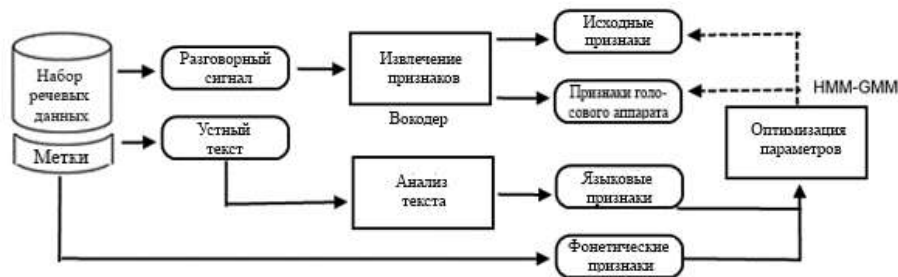 Набор
речевых
данных
Метки
Разговорный
сигнал
Устный
текст
Извлечение
признаков
Вокодер
Анализ
текста
Исходные
признаки
Признаки голо-
сового аппарата
Языковые
признаки
Фонетические
признаки
HMM-GMM
Оптимизация
параметров